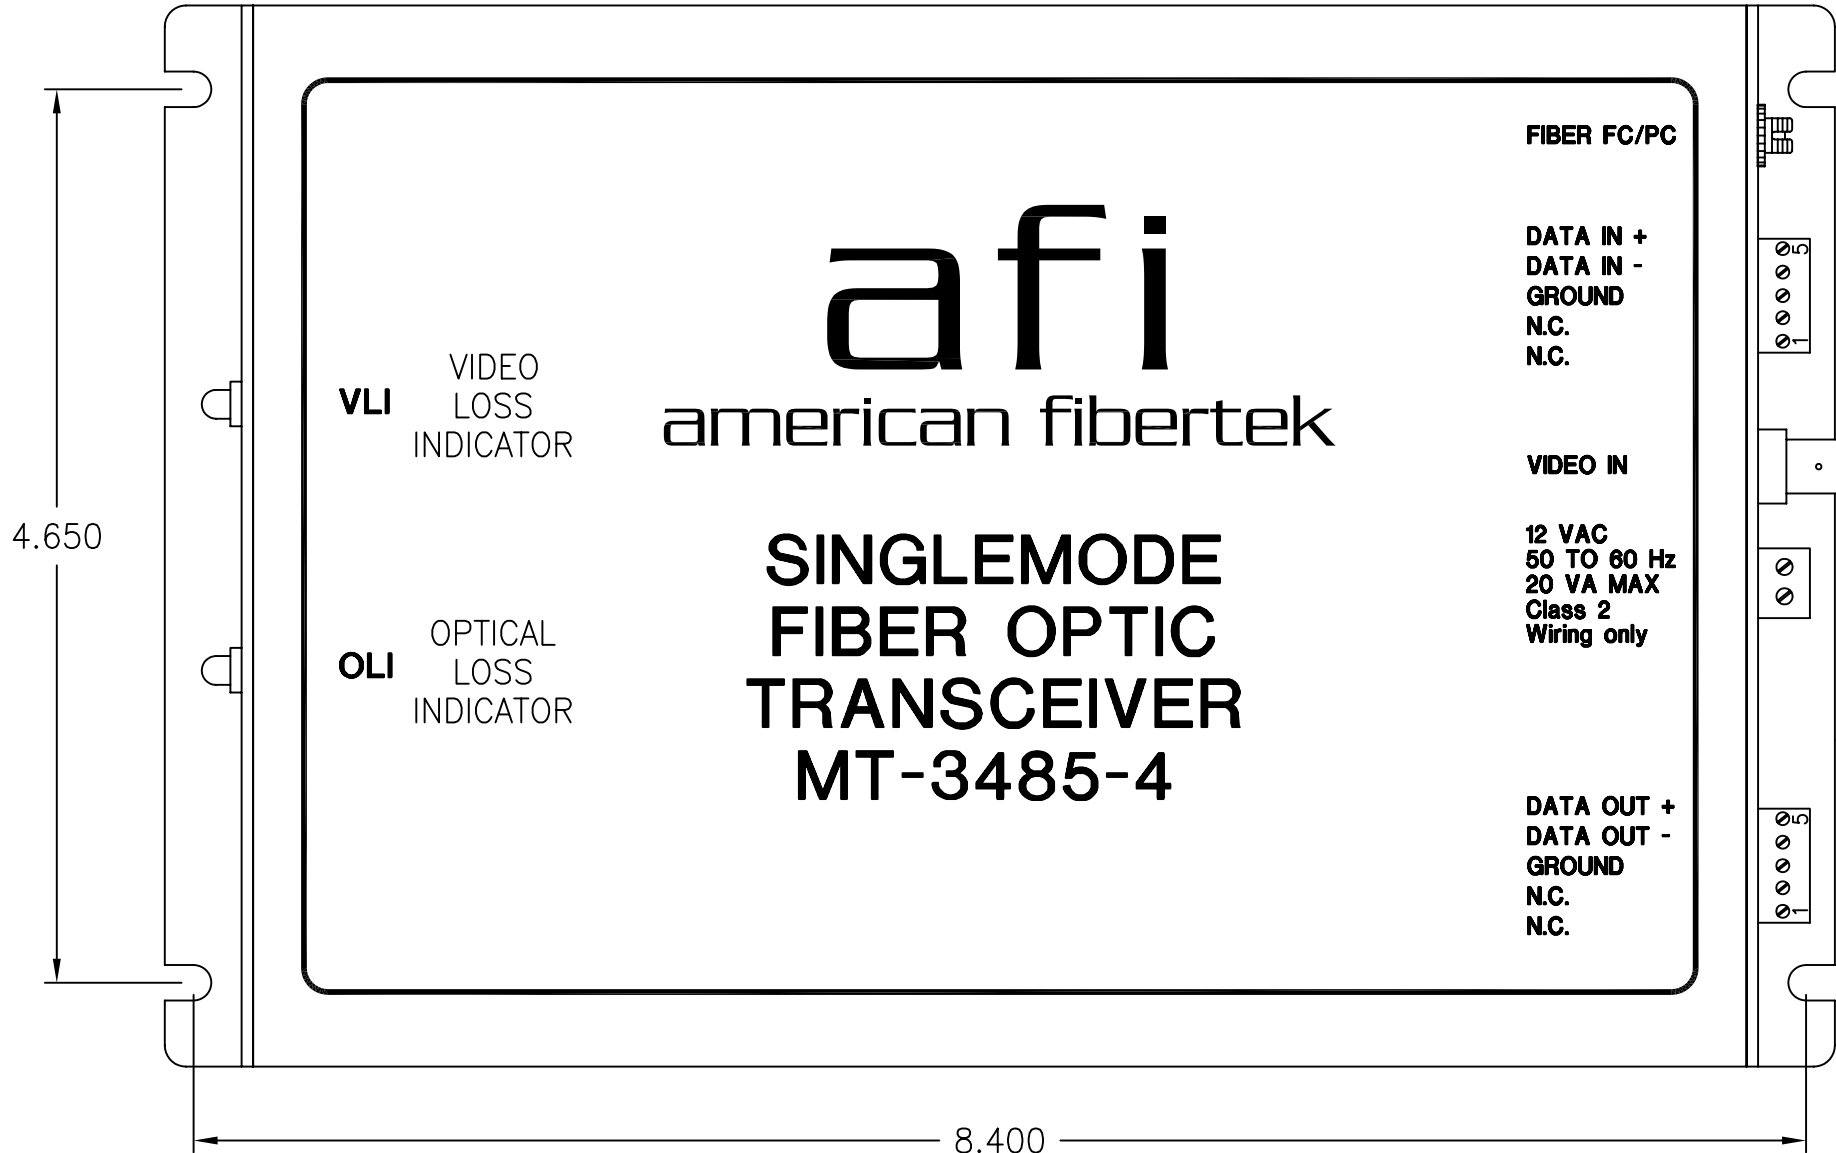 FIBER FC/PC
afi
american fibertek
DATA IN +
DATA IN -
GROUND
N.C.
N.C.
5
1
VLI
VIDEO
LOSS
INDICATOR
VIDEO IN
4.650
SINGLEMODE
FIBER OPTIC
TRANSCEIVER
MT-3485-4
12 VAC
50 TO 60 Hz
20 VA MAX
Class 2
Wiring only
OLI
OPTICAL
LOSS
INDICATOR
DATA OUT +
DATA OUT -
GROUND
N.C.
N.C.
5
1
8.400